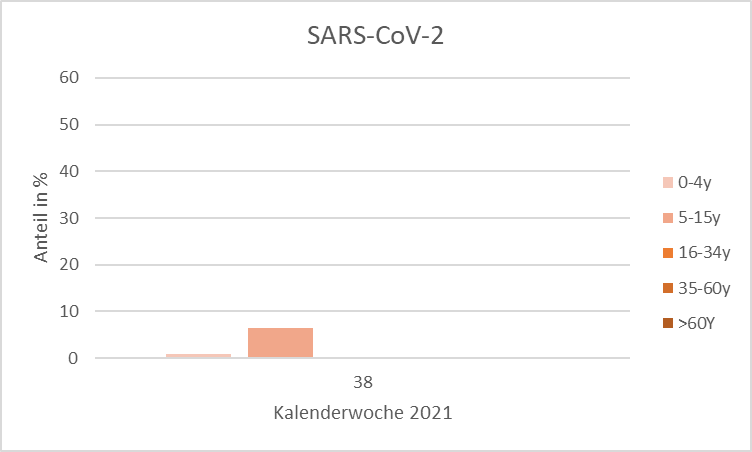 SARS-CoV-2
60
50
40
30
20
10
0
Anteil in %
38
Kalenderwoche 2021
0-4y
5-15y
16-34y
35-60y
>60Y